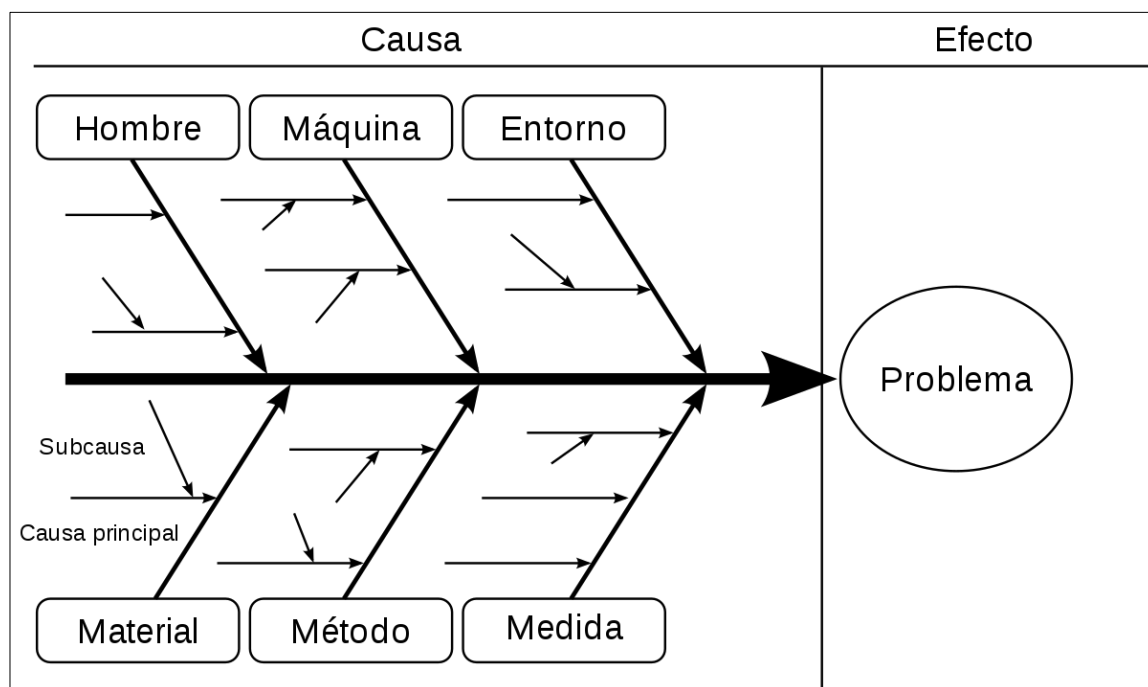 Causa
Efecto
Hombre
Máquina
Entorno
Problema
Subcausa
Causa principal
Material
Método
Medida